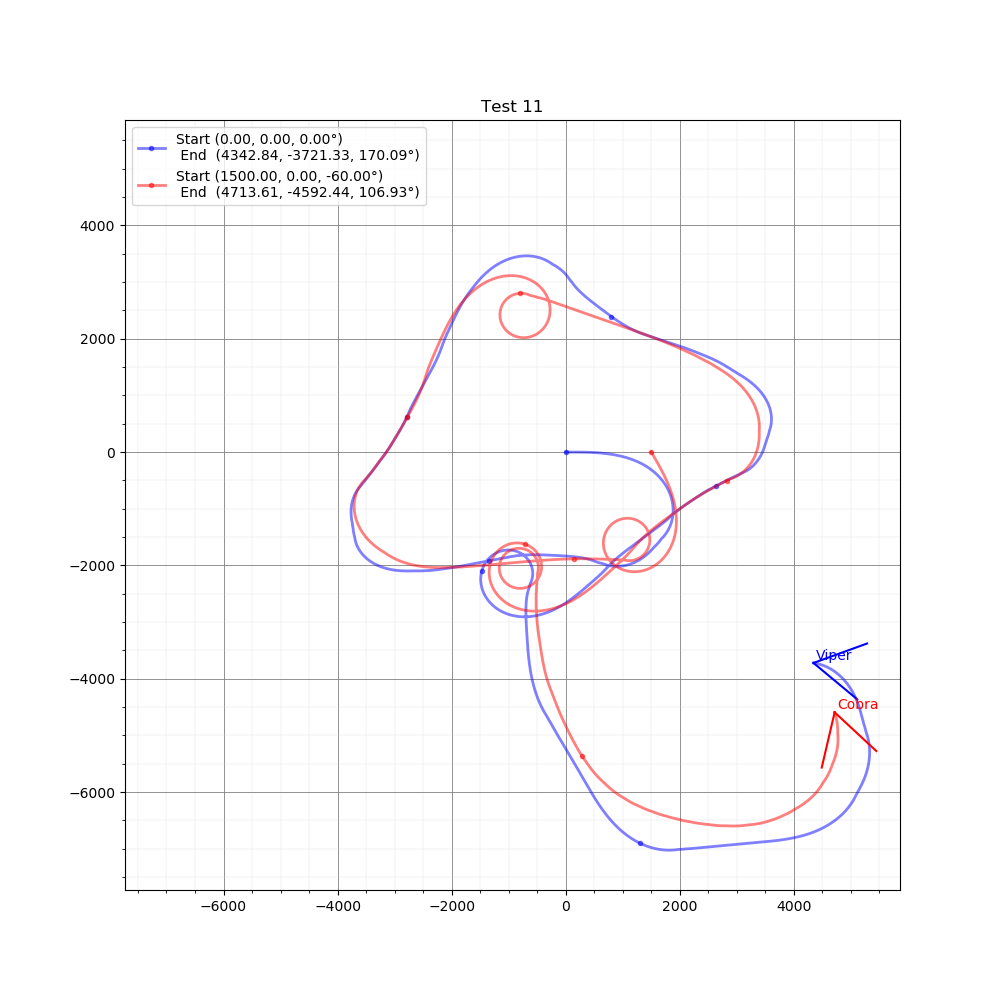 Test 11
Start (0.00, 0.00, 0.00°)
End  (4342.84, -3721.33, 170.09°)
Start (1500.00, 0.00, -60.00°)
End  (4713.61, -4592.44, 106.93°)
4000
2000
0
−2000
−4000
−6000
Viper
Cobra
−6000
−4000
−2000
0
2000
4000